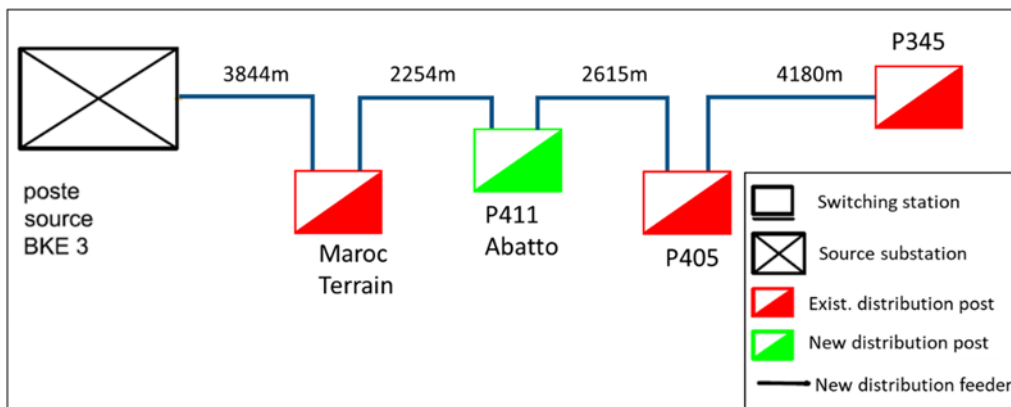 P345
3844m
2254m
2615m
4180m
poste
source
BKE 3
Maroc
Terrain
P411
Abatto
P405
Switching station
Source substation
Exist. distribution post
New distribution post
New distribution feeder